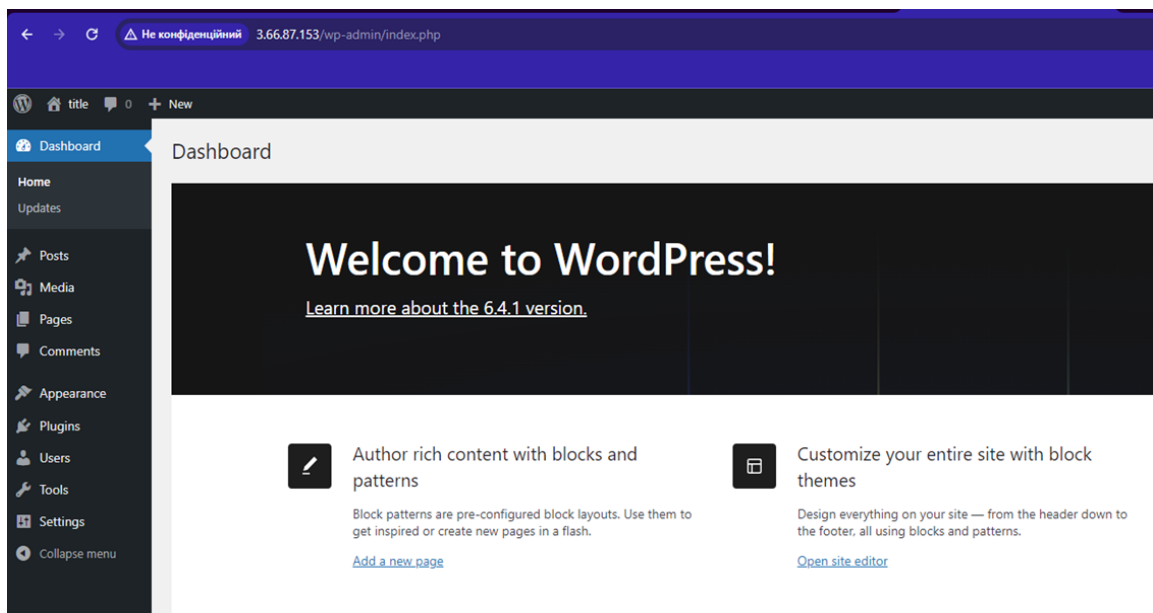 Не конфіденційний 3.66.87.153/wp-admin/index.php
title 0 New
Dashboard
Home
Updates
Posts
Media
Pages
Comments
Appearance
Plugins
Users
Tools
Settings
Collapse menu
Dashboard
Welcome to WordPress!
Learn more about the 6.4.1 version.
Author rich content with blocks and
patterns
Block patterns are pre-configured block layouts. Use them to
get inspired or create new pages in a flash.
Add a new page
Customize your entire site with block
themes
Design everything on your site — from the header down to
the footer, all using blocks and patterns.
Open site editor